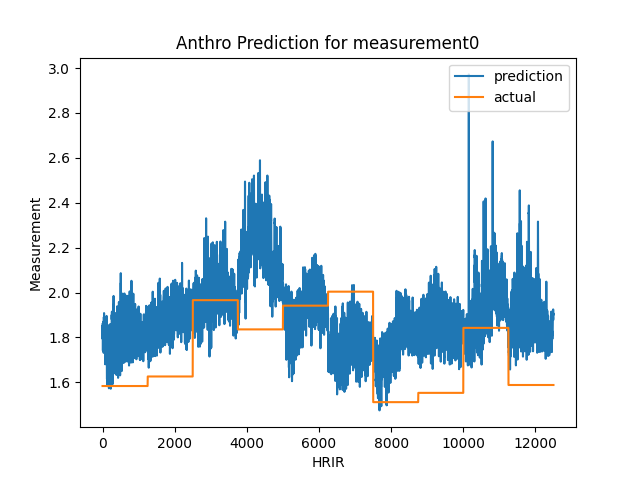 Anthro Prediction for measurement0
prediction
actual
Measurement
3.0
2.8
2.6
2.4
2.2
2.0
1.8
1.6
0 2000 4000 6000 8000 10000 12000
HRIR